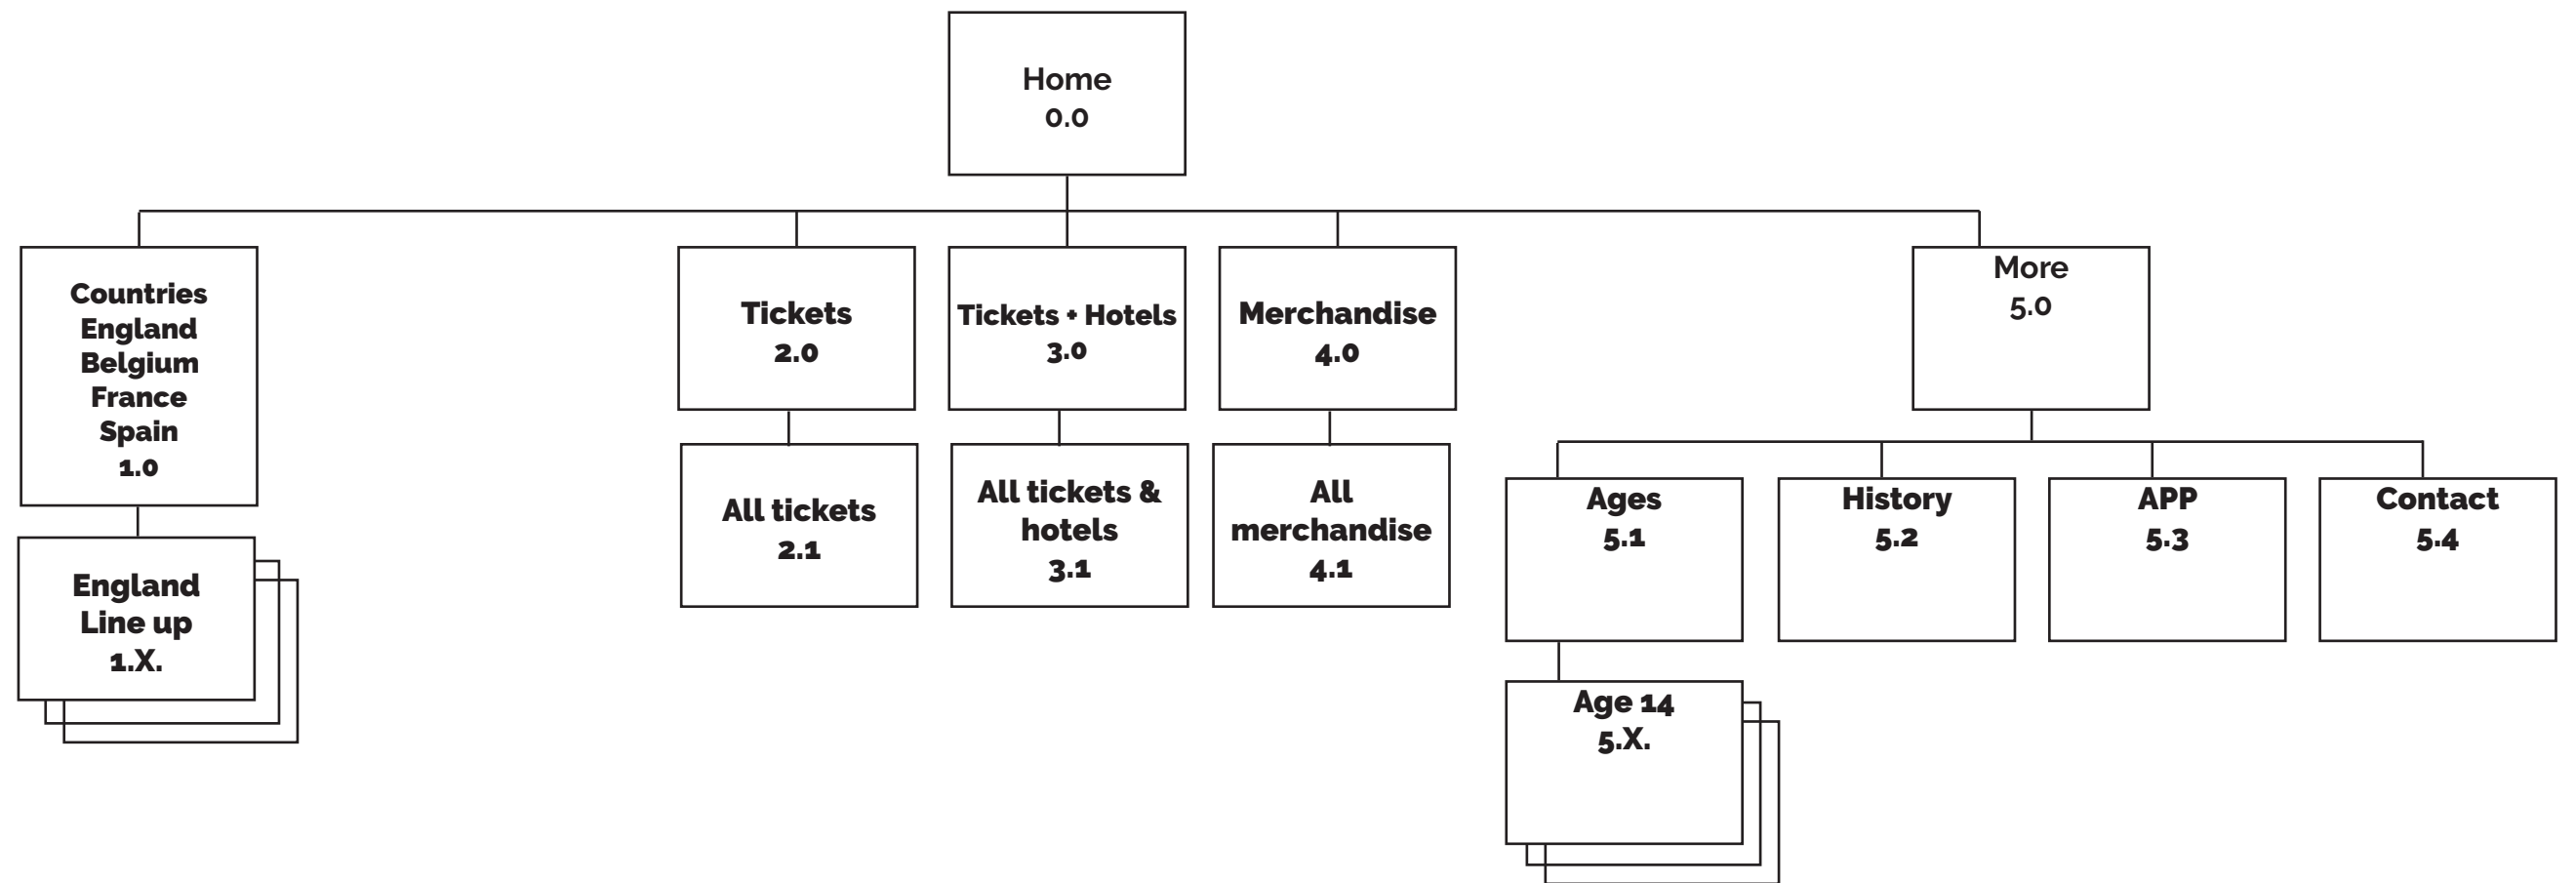 Home
0.0
Countries
England
Belgium
France
Spain
1.0
Tickets
2.0
Tickets + Hotels
3.0
Merchandise
4.0
More
5.0
England
Line up
1.X.
All tickets
2.1
All tickets &
hotels
3.1
All
merchandise
4.1
Ages
5.1
History
5.2
APP
5.3
Contact
5.4
Age 14
5.X.